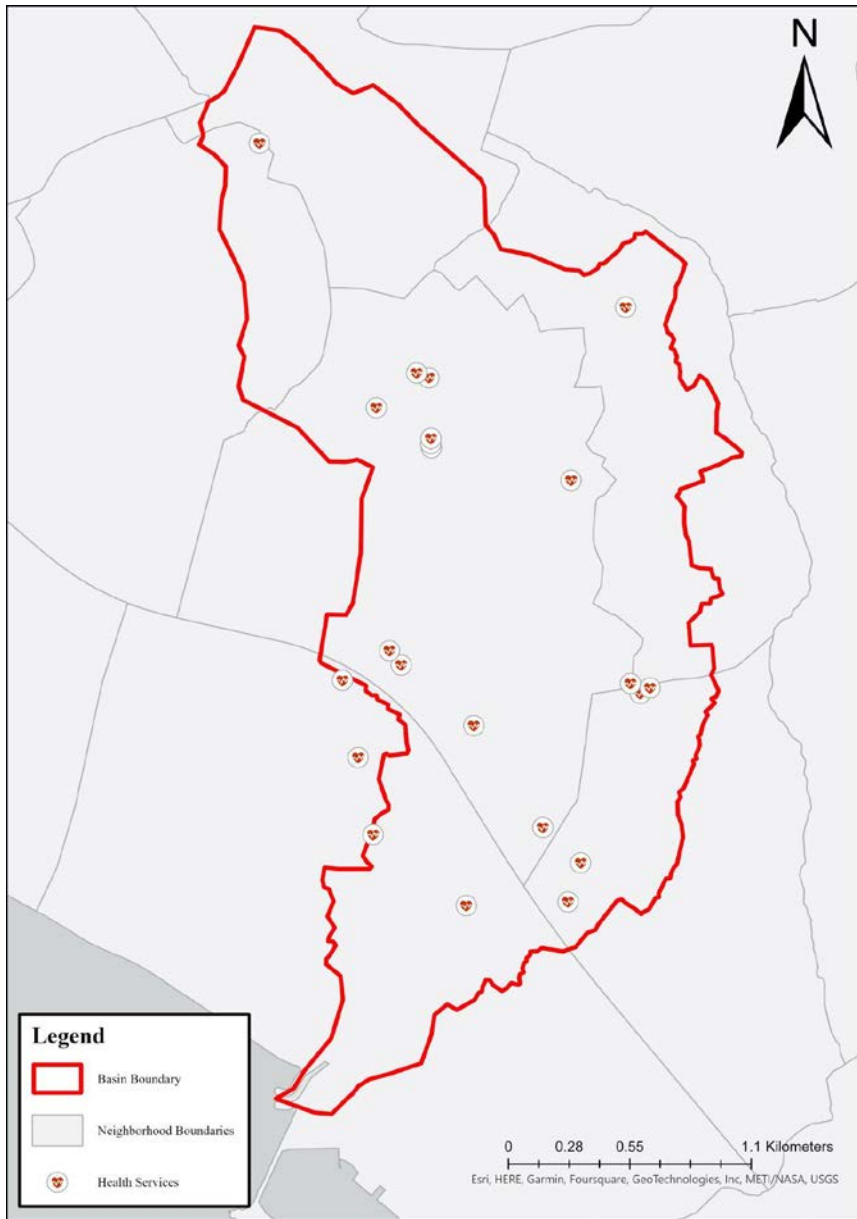 N
Legend
Basin Boundary
Neighborhood Boundaries
Health Services
0 0.28 0.55 1.1 Kilometers
Esri, HERE, Garmin, Foursquare, GeoTechnologies, Inc, METI/NASA, USGS